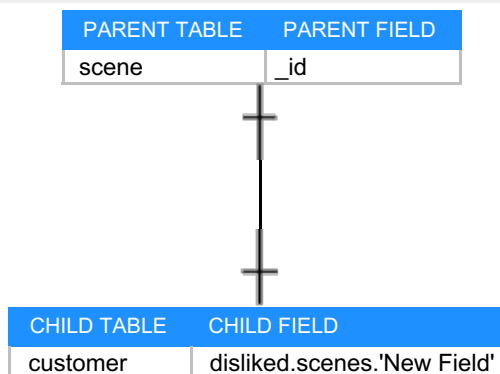 PARENT TABLE PARENT FIELD
scene _id
CHILD TABLE CHILD FIELD
customer disliked.scenes.'New Field'